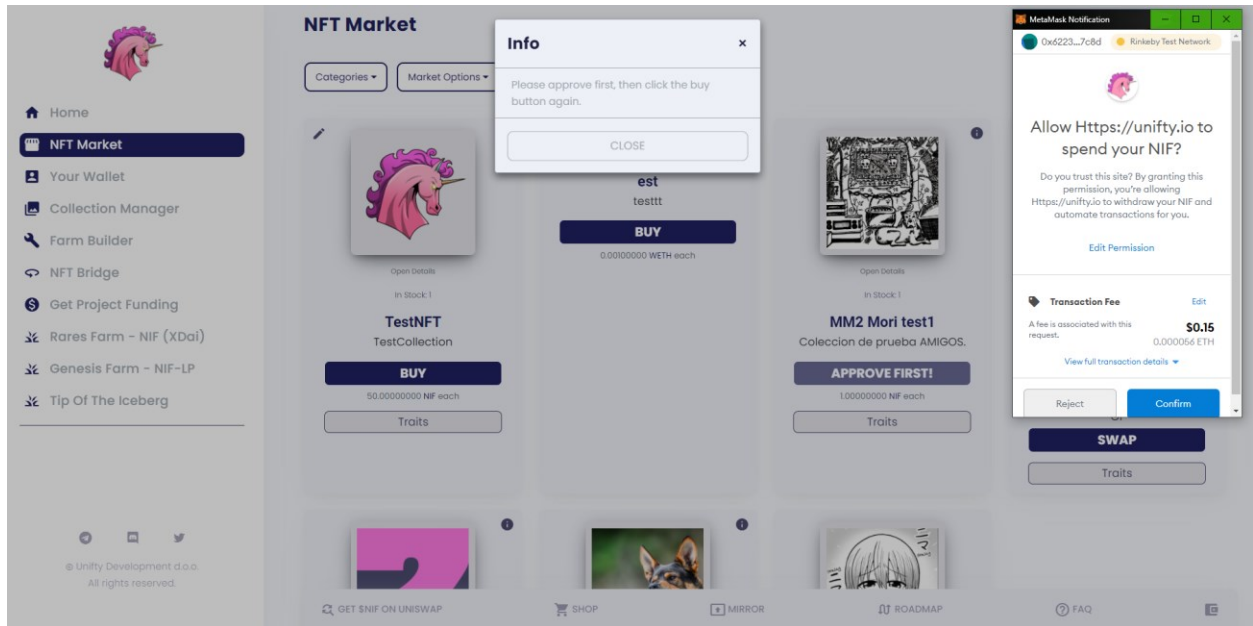 Home
NFT Market
Your Wallet
Collection Manager
Farm Builder
NFT Bridge
Get Project Funding
Rares Farm - NIF (XDai)
Genesis Farm - NIF-LP
Tip Of The Iceberg
© Unifty Development d.o.o.
All rights reserved.
NFT Market
Categories
Market Options
Info
×
Please approve first, then click the buy
button again.
CLOSE
Open Details
In Stock: 1
TestNFT
TestCollection
BUY
50.00000000 NIF each
Traits
est
testtt
BUY
0.00100000 WETH each
Open Details
In Stock: 1
MM2 Mori test1
Coleccion de prueba AMIGOS.
APPROVE FIRST!
1.00000000 NIF each
Traits
SWAP
Traits
MetaMask Notification
0x6223...7c8d
Rinkeby Test Network
Allow Https://unifty.io to
spend your NIF?
Do you trust this site? By granting this
permission, you're allowing
Https://unifty.io to withdraw your NIF and
automate transactions for you.
Edit Permission
Transaction Fee
Edit
A fee is associated with this
request.
$0.15
0.000056 ETH
View full transaction details
Reject
Confirm
GET $NIF ON UNISWAP
SHOP
MIRROR
ROADMAP
FAQ